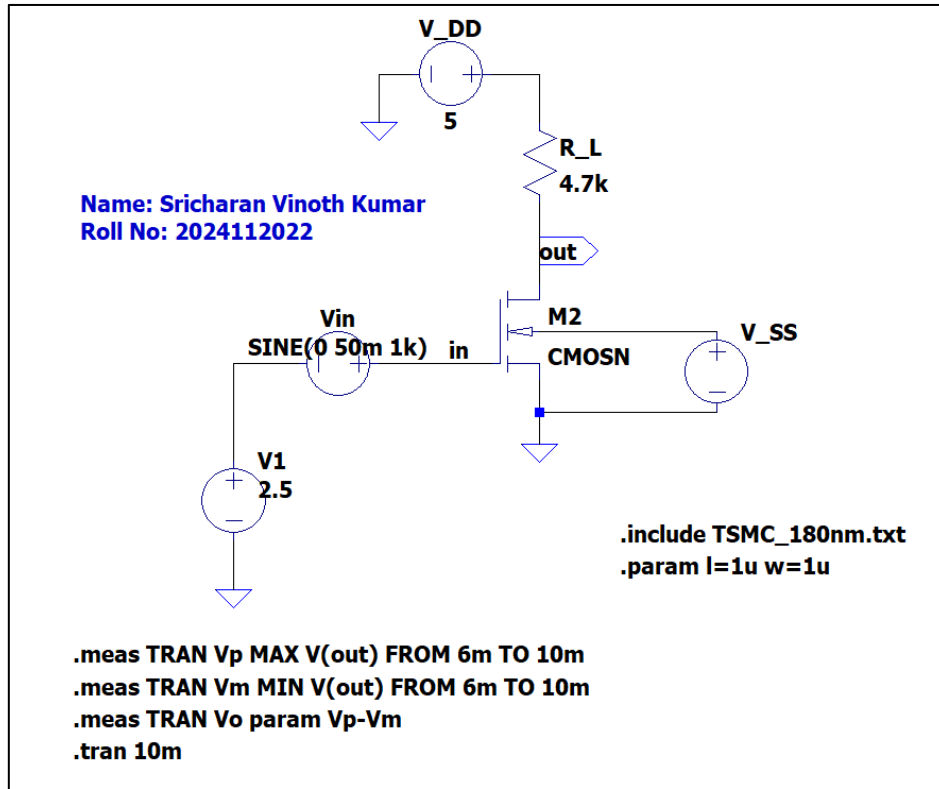 V_DD
5
R_L
4.7k
Name: Sricharan Vinoth Kumar
Roll No: 2024112022
out
Vin
SINE(0 50m 1k)
in
M2
CMOSN
V_SS
V1
2.5
.include TSMC_180nm.txt
.param l=1u w=1u
.meas TRAN Vp MAX V(out) FROM 6m TO 10m
.meas TRAN Vm MIN V(out) FROM 6m TO 10m
.meas TRAN Vo param Vp-Vm
.tran 10m